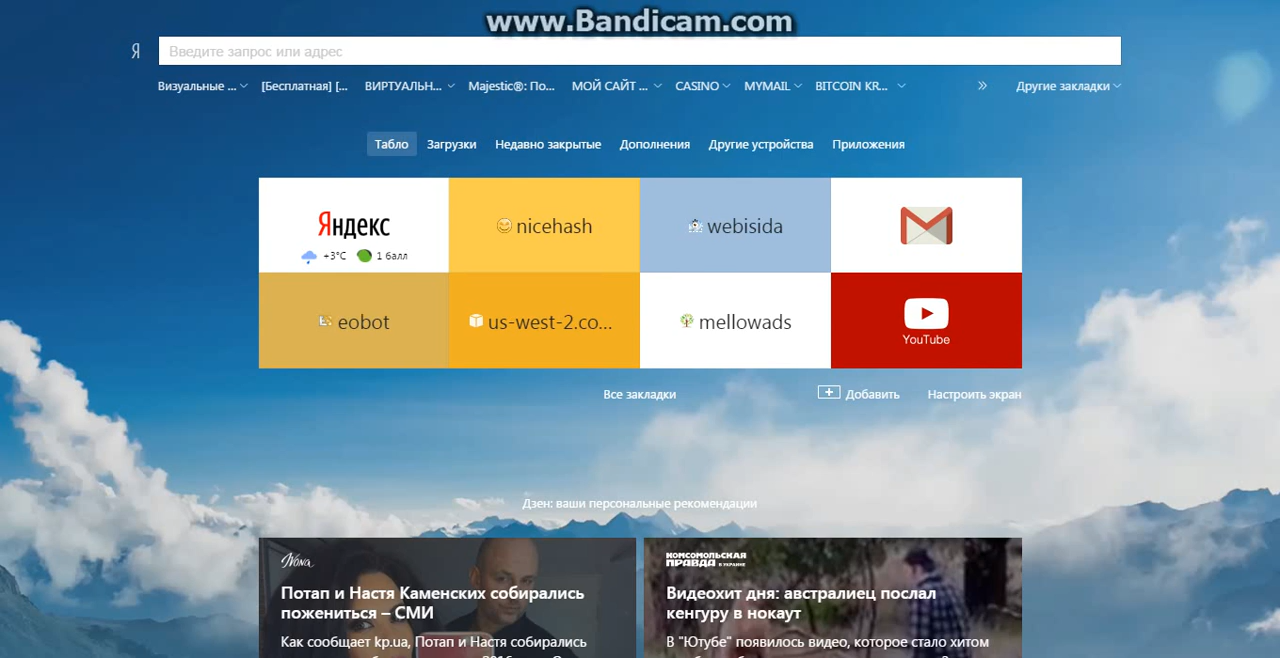 www.Bandicam.com
Я
Введите запрос или адрес
Визуальные ...
[Бесплатная] [...
ВИРТУАЛЬН...
Majestic®: По...
МОЙ САЙТ ...
CASINO
MYMAIL
BITCOIN KR...
»
Другие закладки
Табло
Загрузки
Недавно закрытые
Дополнения
Другие устройства
Приложения
Яндекс
+3°C
1 балл
nicehash
webisida
eobot
us-west-2.co...
mellowads
YouTube
Все закладки
Добавить
Настроить экран
Дзен: ваши персональные рекомендации
Nona
Потап и Настя Каменских собирались
пожениться – СМИ
Как сообщает kp.ua, Потап и Настя собирались
КОМСОМОЛЬСКАЯ
ПРАВДА В УКРАИНЕ
Видеохит дня: австралиец послал
кенгуру в нокаут
В "Ютубе" появилось видео, которое стало хитом